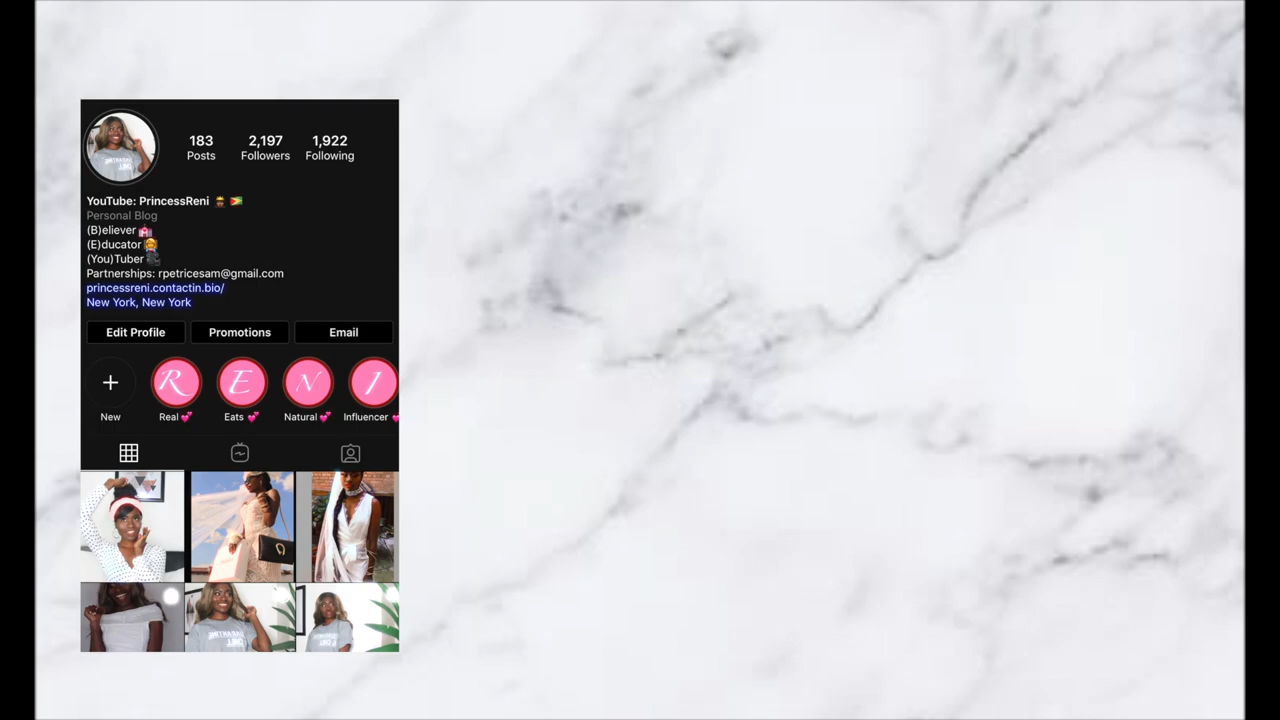 183 2,197 1,922
Posts Followers Following
YouTube: PrincessReni
Personal Blog
(B)eliever
(E)ducator
(You)Tuber
Partnerships: rpetricesam@gmail.com
princessreni.contactin.bio/
New York, New York
Edit Profile Promotions Email
R E N I
New Real Eats Natural Influencer